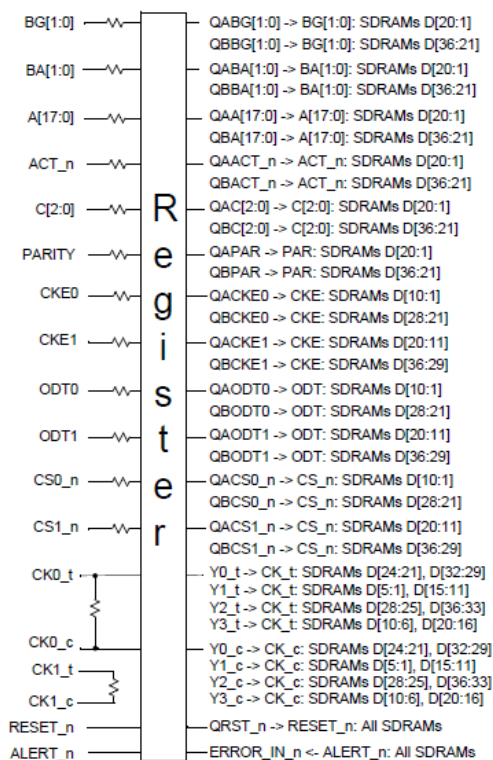 BG[1:0]
QABG[1:0] -> BG[1:0]: SDRAMs D[20:1]
QBBG[1:0] -> BG[1:0]: SDRAMs D[36:21]
BA[1:0]
QABA[1:0] -> BA[1:0]: SDRAMs D[20:1]
QBBA[1:0] -> BA[1:0]: SDRAMs D[36:21]
A[17:0]
QAA[17:0] -> A[17:0]: SDRAMs D[20:1]
QBA[17:0] -> A[17:0]: SDRAMs D[36:21]
ACT_n
QAACT_n -> ACT_n: SDRAMs D[20:1]
QBACT_n -> ACT_n: SDRAMs D[36:21]
C[2:0]
QAC[2:0] -> C[2:0]: SDRAMs D[20:1]
QBC[2:0] -> C[2:0]: SDRAMs D[36:21]
PARITY
QAPAR -> PAR: SDRAMs D[20:1]
QBPAR -> PAR: SDRAMs D[36:21]
CKE0
QACKE0 -> CKE: SDRAMs D[10:1]
QBCKE0 -> CKE: SDRAMs D[28:21]
CKE1
QACKE1 -> CKE: SDRAMs D[20:11]
QBCKE1 -> CKE: SDRAMs D[36:29]
ODT0
QAODT0 -> ODT: SDRAMs D[10:1]
QBODT0 -> ODT: SDRAMs D[28:21]
ODT1
QAODT1 -> ODT: SDRAMs D[20:11]
QBODT1 -> ODT: SDRAMs D[36:29]
CS0_n
QACS0_n -> CS_n: SDRAMs D[10:1]
QBCS0_n -> CS_n: SDRAMs D[28:21]
CS1_n
QACS1_n -> CS_n: SDRAMs D[20:11]
QBCS1_n -> CS_n: SDRAMs D[36:29]
CK0_t
Y0_t -> CK_t: SDRAMs D[24:21], D[32:29]
Y1_t -> CK_t: SDRAMs D[5:1], D[15:11]
Y2_t -> CK_t: SDRAMs D[28:25], D[36:33]
Y3_t -> CK_t: SDRAMs D[10:6], D[20:16]
CK0_c
Y0_c -> CK_c: SDRAMs D[24:21], D[32:29]
Y1_c -> CK_c: SDRAMs D[5:1], D[15:11]
Y2_c -> CK_c: SDRAMs D[28:25], D[36:33]
Y3_c -> CK_c: SDRAMs D[10:6], D[20:16]
CK1_t
CK1_c
RESET_n
QRST_n -> RESET_n: All SDRAMs
ALERT_n
ERROR_IN_n <- ALERT_n: All SDRAMs
Register